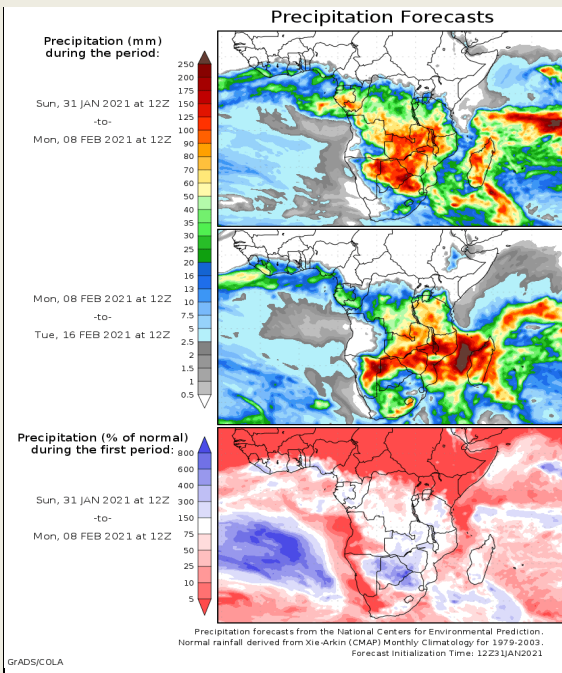 Precipitation Forecasts
Precipitation (mm)
during the period:
Sun, 31 JAN 2021 at 12Z
-to-
Mon, 08 FEB 2021 at 12Z
250
200
175
150
125
100
90
80
70
60
50
40
35
30
25
20
16
13
10
7.5
5
2.5
2
1.5
1
0.5
Mon, 08 FEB 2021 at 12Z
-to-
Tue, 16 FEB 2021 at 12Z
Precipitation (% of normal)
during the first period:
Sun, 31 JAN 2021 at 12Z
-to-
Mon, 08 FEB 2021 at 12Z
800
600
400
300
150
75
50
25
10
5
Precipitation forecasts from the National Centers for Environmental Prediction.
Normal rainfall derived from Xie-Arkin (CMAP) Monthly Climatology for 1979-2003.
Forecast Initialization Time: 12Z31JAN2021
GrADS/COLA